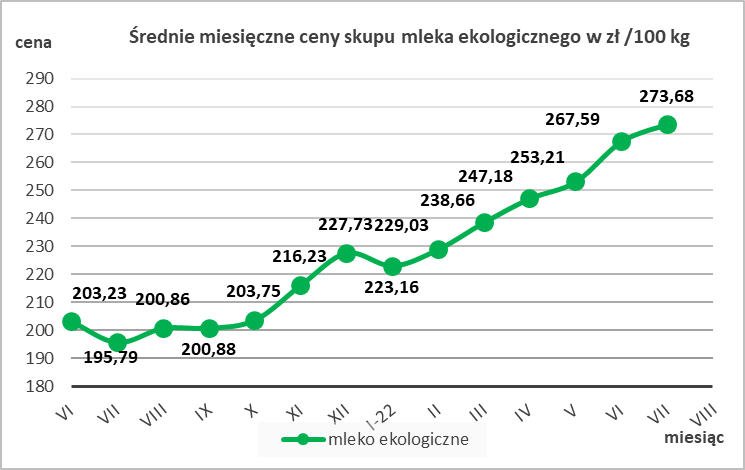 Średnie miesięczne ceny skupu mleka ekologicznego w zł /100 kg
cena
290
280
270
260
250
240
230
220
210
200
190
180
203,23
195,79
200,86
200,88
203,75
216,23
227,73
223,16
229,03
238,66
247,18
253,21
267,59
273,68
VI
VII
VIII
IX
X
XI
XII
I-22
II
III
IV
V
VI
VII
VIII
miesiąc
mleko ekologiczne